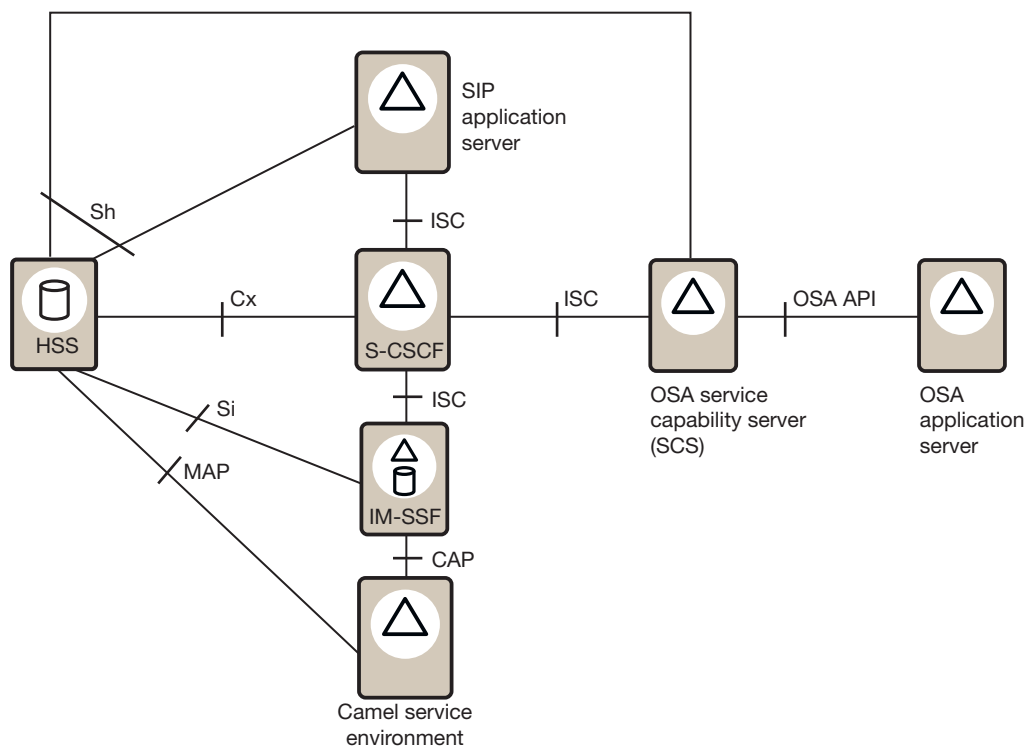 SIP
application
server
Sh
ISC
HSS
Cx
S-CSCF
ISC
OSA API
OSA service
capability server
(SCS)
OSA
application
server
ISC
Si
MAP
IM-SSF
CAP
Camel service
environment